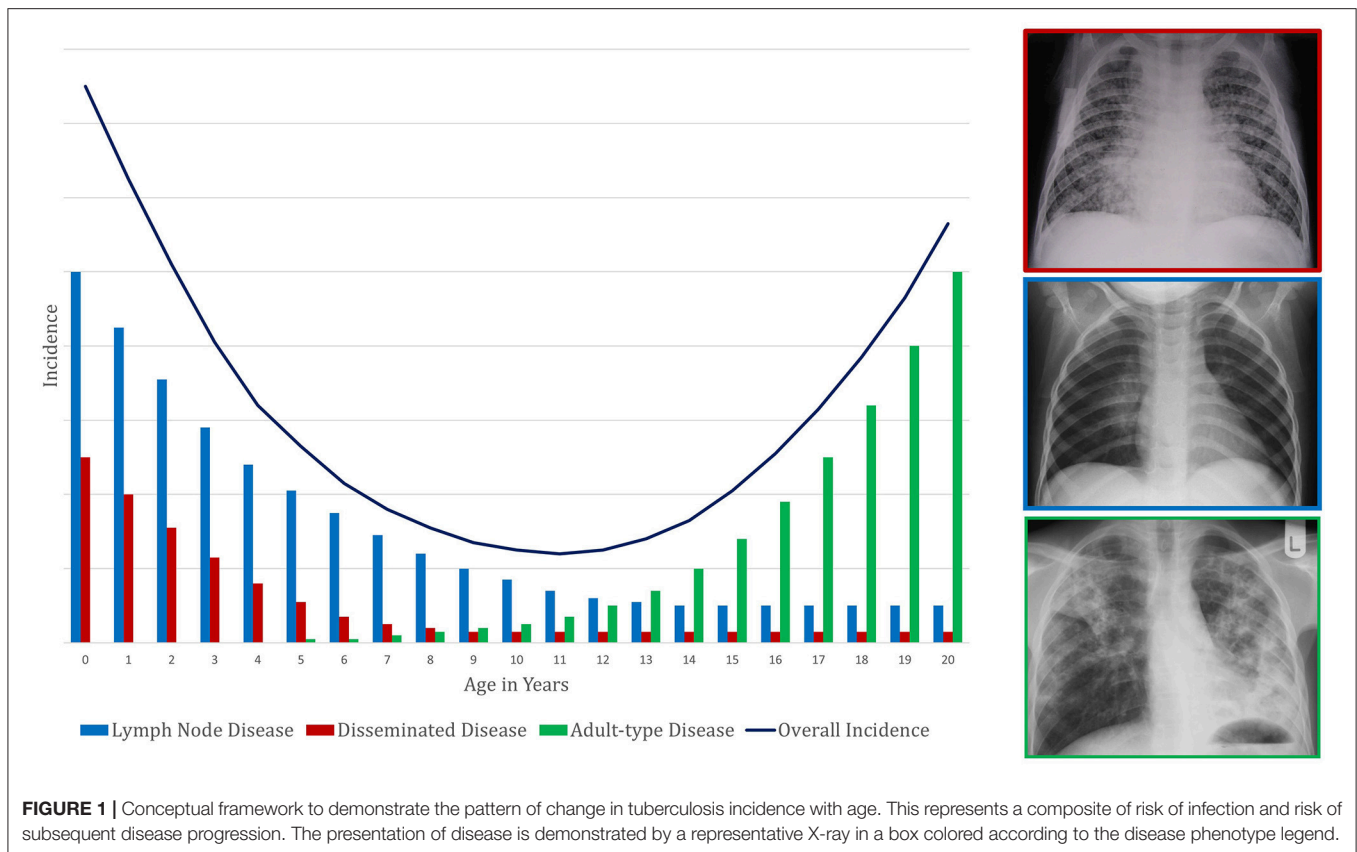 Incidence
0 1 2 3 4 5 6 7 8 9 10 11 12 13 14 15 16 17 18 19 20
Age in Years
Lymph Node Disease Disseminated Disease Adult-type Disease Overall Incidence
L
FIGURE 1 | Conceptual framework to demonstrate the pattern of change in tuberculosis incidence with age. This represents a composite of risk of infection and risk of
subsequent disease progression. The presentation of disease is demonstrated by a representative X-ray in a box colored according to the disease phenotype legend.